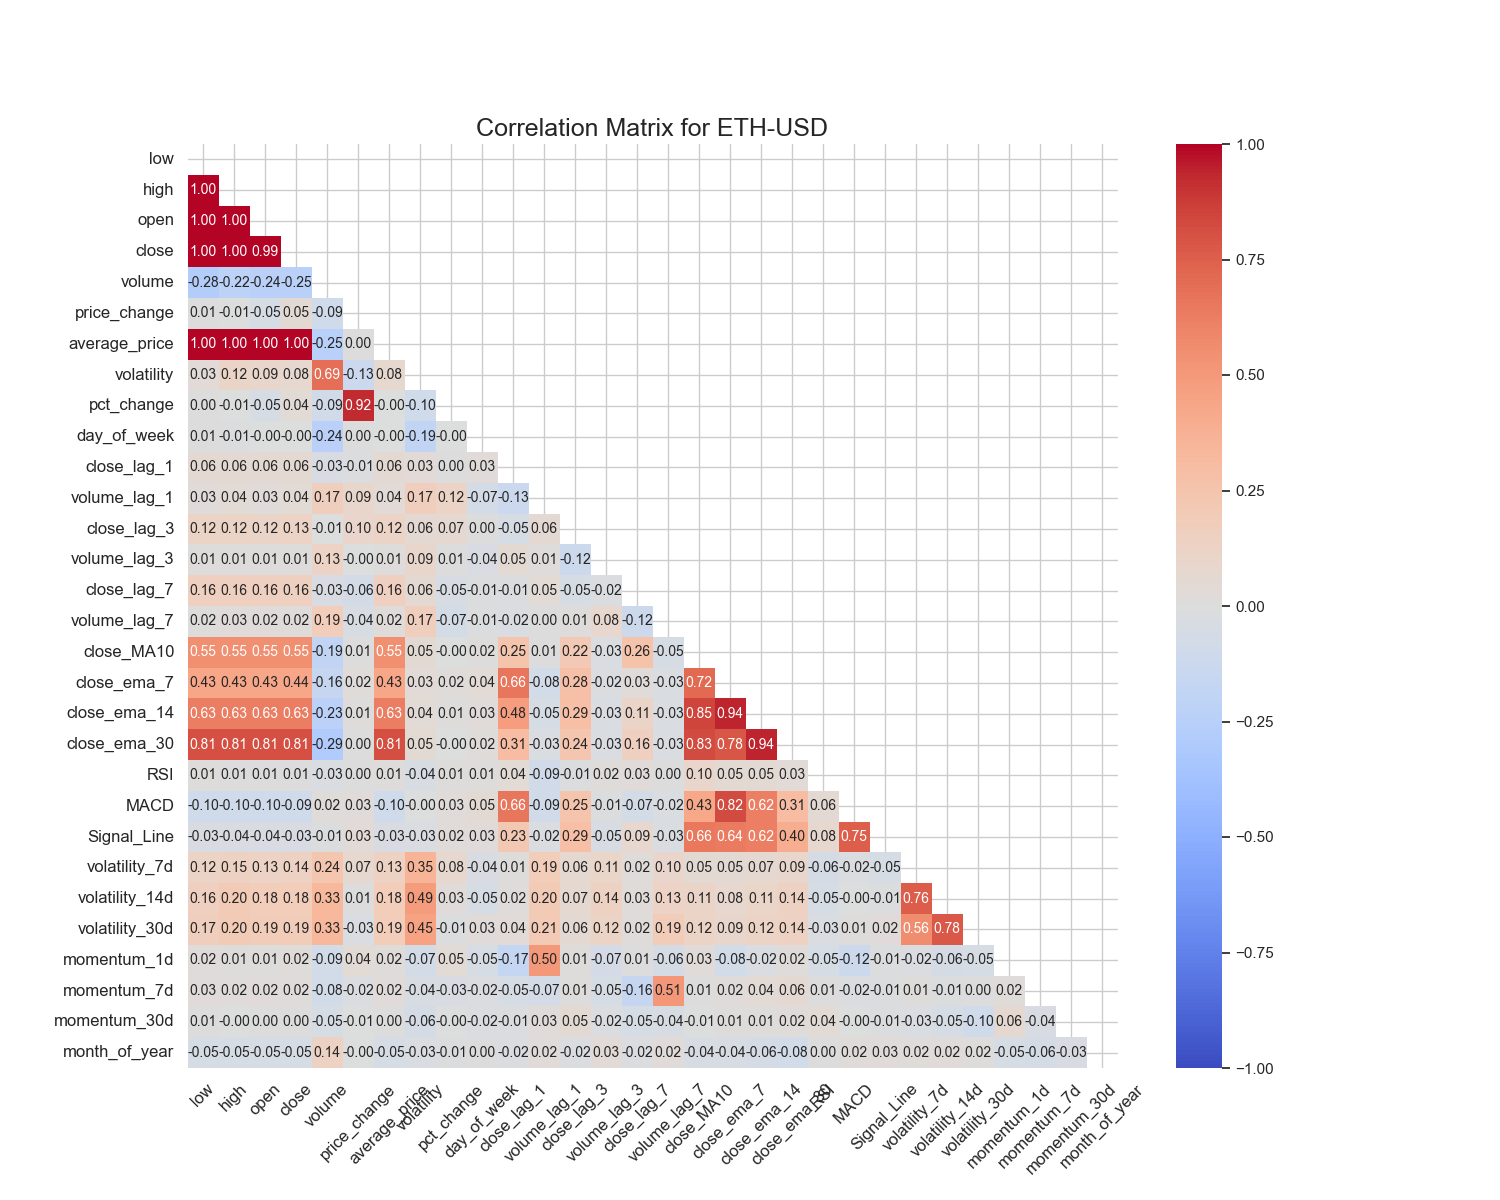 Correlation Matrix for ETH-USD
low
high 1.00
open 1.00 1.00
close 1.00 1.00 0.99
volume -0.28 -0.22 -0.24 -0.25
price_change 0.01 -0.01 -0.05 0.05 -0.09
average_price 1.00 1.00 1.00 1.00 -0.25 0.00
volatility 0.03 0.12 0.09 0.08 0.69 -0.13 0.08
pct_change 0.00 -0.01 -0.05 0.04 -0.09 0.92 -0.00 -0.10
day_of_week 0.01 -0.01 -0.00 -0.00 -0.24 0.00 -0.00 -0.19 -0.00
close_lag_1 0.06 0.06 0.06 0.06 -0.03 -0.01 0.06 0.03 0.00 0.03
volume_lag_1 0.03 0.04 0.03 0.04 0.17 0.09 0.04 0.17 0.12 -0.07 -0.13
close_lag_3 0.12 0.12 0.12 0.13 -0.01 0.10 0.12 0.06 0.07 0.00 -0.05 0.06
volume_lag_3 0.01 0.01 0.01 0.01 0.13 -0.00 0.01 0.09 0.01 -0.04 0.05 0.01 -0.12
close_lag_7 0.16 0.16 0.16 0.16 -0.03 -0.06 0.16 0.06 -0.05 -0.01 -0.01 0.05 -0.05 -0.02
volume_lag_7 0.02 0.03 0.02 0.02 0.19 -0.04 0.02 0.17 -0.07 -0.01 -0.02 0.00 0.01 0.08 -0.12
close_MA10 0.55 0.55 0.55 0.55 -0.19 0.01 0.55 0.05 -0.00 0.02 0.25 0.01 0.22 -0.03 0.26 -0.05
close_ema_7 0.43 0.43 0.43 0.44 -0.16 0.02 0.43 0.03 0.02 0.04 0.66 -0.08 0.28 -0.02 0.03 -0.03 0.72
close_ema_14 0.63 0.63 0.63 0.63 -0.23 0.01 0.63 0.04 0.01 0.03 0.48 -0.05 0.29 -0.03 0.11 -0.03 0.85 0.94
close_ema_30 0.81 0.81 0.81 0.81 -0.29 0.00 0.81 0.05 -0.00 0.02 0.31 -0.03 0.24 -0.03 0.16 -0.03 0.83 0.78 0.94
RSI 0.01 0.01 0.01 0.01 -0.03 0.00 0.01 -0.04 0.01 0.01 0.04 -0.09 -0.01 0.02 0.03 0.00 0.10 0.05 0.05 0.03
MACD -0.10 -0.10 -0.10 -0.09 0.02 0.03 -0.10 -0.00 0.03 0.05 0.66 -0.09 0.25 -0.01 -0.07 -0.02 0.43 0.82 0.62 0.31 0.06
Signal_Line -0.03 -0.04 -0.04 -0.03 -0.01 0.03 -0.03 -0.03 0.02 0.03 0.23 -0.02 0.29 -0.05 0.09 -0.03 0.66 0.64 0.62 0.40 0.08 0.75
volatility_7d 0.12 0.15 0.13 0.14 0.24 0.07 0.13 0.35 0.08 -0.04 0.01 0.19 0.06 0.11 0.02 0.10 0.05 0.05 0.07 0.09 -0.06 -0.02 -0.05
volatility_14d 0.16 0.20 0.18 0.18 0.33 0.01 0.18 0.49 0.03 -0.05 0.02 0.20 0.07 0.14 0.03 0.13 0.11 0.08 0.11 0.14 -0.05 -0.00 -0.01 0.76
volatility_30d 0.17 0.20 0.19 0.19 0.33 -0.03 0.19 0.45 -0.01 0.03 0.04 0.21 0.06 0.12 0.02 0.19 0.12 0.09 0.12 0.14 -0.03 0.01 0.02 0.56 0.78
momentum_1d 0.02 0.01 0.01 0.02 -0.09 0.04 0.02 -0.07 0.05 -0.05 -0.17 0.50 0.01 -0.07 0.01 -0.06 0.03 -0.08 -0.02 0.02 -0.05 -0.12 -0.01 -0.02 -0.06 -0.05
momentum_7d 0.03 0.02 0.02 0.02 -0.08 -0.02 0.02 -0.04 -0.03 -0.02 -0.05 -0.07 0.01 -0.05 -0.16 0.51 0.01 0.02 0.04 0.06 0.01 -0.02 -0.01 0.01 -0.01 0.00 0.02
momentum_30d 0.01 -0.00 0.00 0.00 -0.05 -0.01 0.00 -0.06 -0.00 -0.02 -0.01 0.03 0.05 -0.02 -0.05 -0.04 -0.01 0.01 0.01 0.02 0.04 -0.00 -0.01 -0.03 -0.05 -0.10 0.06 -0.04
month_of_year -0.05 -0.05 -0.05 -0.05 0.14 -0.00 -0.05 -0.03 -0.01 0.00 -0.02 0.02 -0.02 0.03 -0.02 0.02 -0.04 -0.04 -0.06 -0.08 0.00 0.02 0.03 0.02 0.02 0.02 -0.05 -0.06 -0.03
low
high
open
close
volume
price_change
average_price
volatility
pct_change
day_of_week
close_lag_1
volume_lag_1
close_lag_3
volume_lag_3
close_lag_7
volume_lag_7
close_MA10
close_ema_7
close_ema_14
close_ema_30
RSI
MACD
Signal_Line
volatility_7d
volatility_14d
volatility_30d
momentum_1d
momentum_7d
momentum_30d
month_of_year
1.00
0.75
0.50
0.25
0.00
−0.25
−0.50
−0.75
−1.00